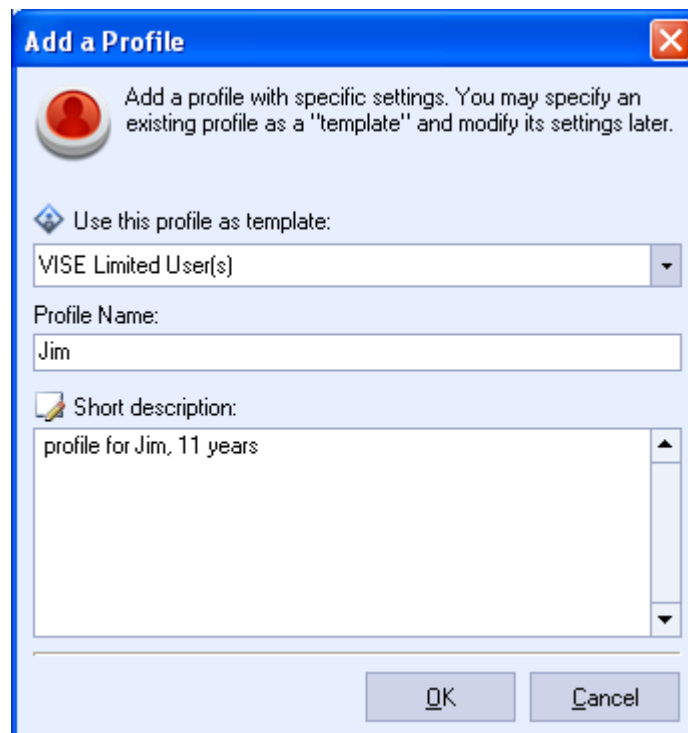 Add a Profile
Add a profile with specific settings. You may specify an
existing profile as a "template" and modify its settings later.
Use this profile as template:
VISE Limited User(s)
Profile Name:
Jim
Short description:
profile for Jim, 11 years
OK
Cancel